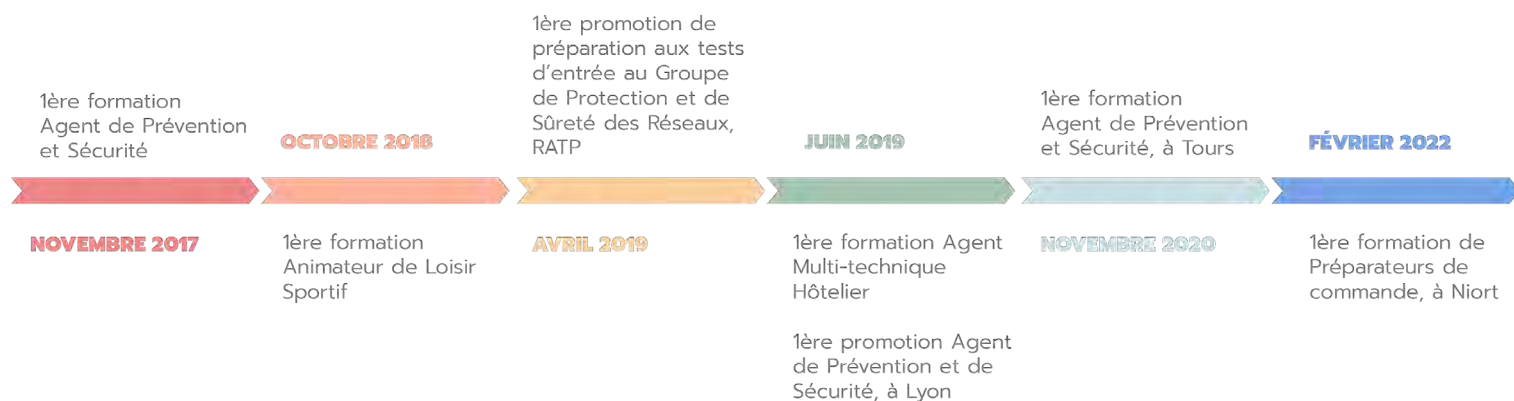 1ère formation
Agent de Prévention
et Sécurité
NOVEMBRE 2017
OCTOBRE 2018
1ère formation
Animateur de Loisir
Sportif
1ère promotion de
préparation aux tests
d'entrée au Groupe
de Protection et de
Sûreté des Réseaux,
RATP
AVRIL 2019
JUIN 2019
1ère formation Agent
Multi-technique
Hôtelier
1ère promotion Agent
de Prévention et de
Sécurité, à Lyon
1ère formation
Agent de Prévention
et Sécurité, à Tours
NOVEMBRE 2020
FÉVRIER 2022
1ère formation de
Préparateurs de
commande, à Niort